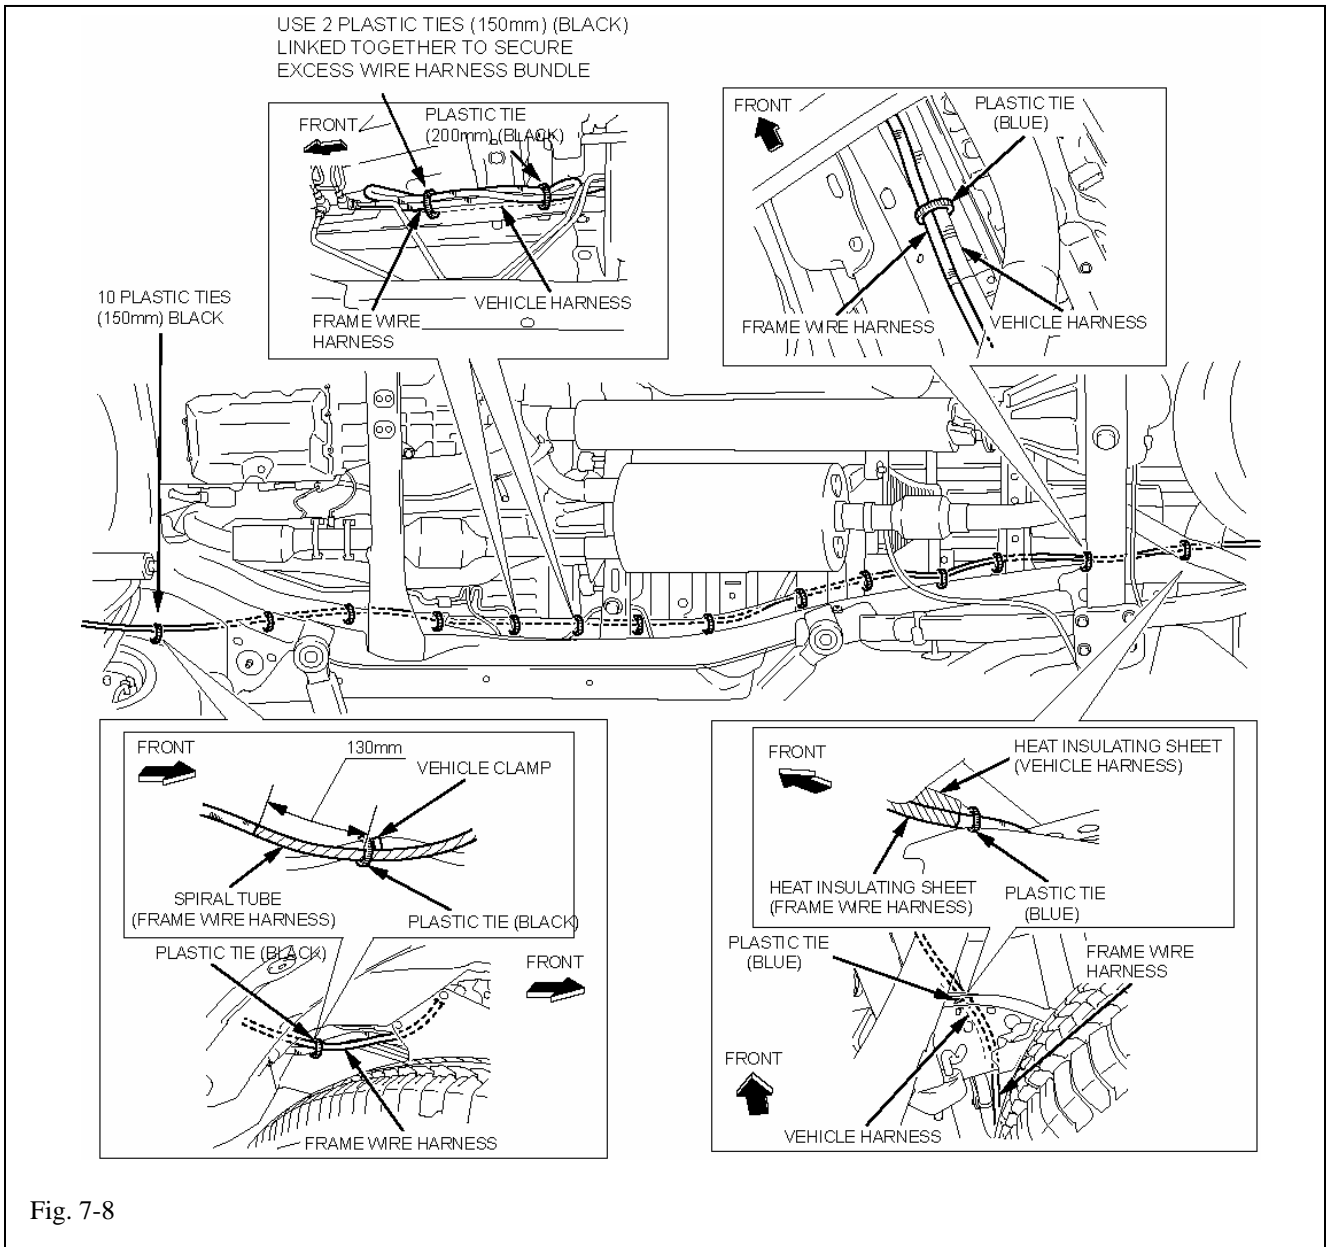 USE 2 PLASTIC TIES (150mm) (BLACK)
LINKED TOGETHER TO SECURE
EXCESS WIRE HARNESS BUNDLE
FRONT
PLASTIC TIE
(200mm) (BLACK)
FRAME WIRE
HARNESS
VEHICLE HARNESS
FRONT
PLASTIC TIE
(BLUE)
FRAME WIRE HARNESS
VEHICLE HARNESS
10 PLASTIC TIES
(150mm) BLACK
FRONT
130mm
VEHICLE CLAMP
SPIRAL TUBE
(FRAME WIRE HARNESS)
PLASTIC TIE (BLACK)
PLASTIC TIE (BLACK)
FRONT
FRAME WIRE HARNESS
FRONT
HEAT INSULATING SHEET
(VEHICLE HARNESS)
HEAT INSULATING SHEET
(FRAME WIRE HARNESS)
PLASTIC TIE
(BLUE)
PLASTIC TIE
(BLUE)
FRAME WIRE
HARNESS
FRONT
VEHICLE HARNESS
Fig. 7-8